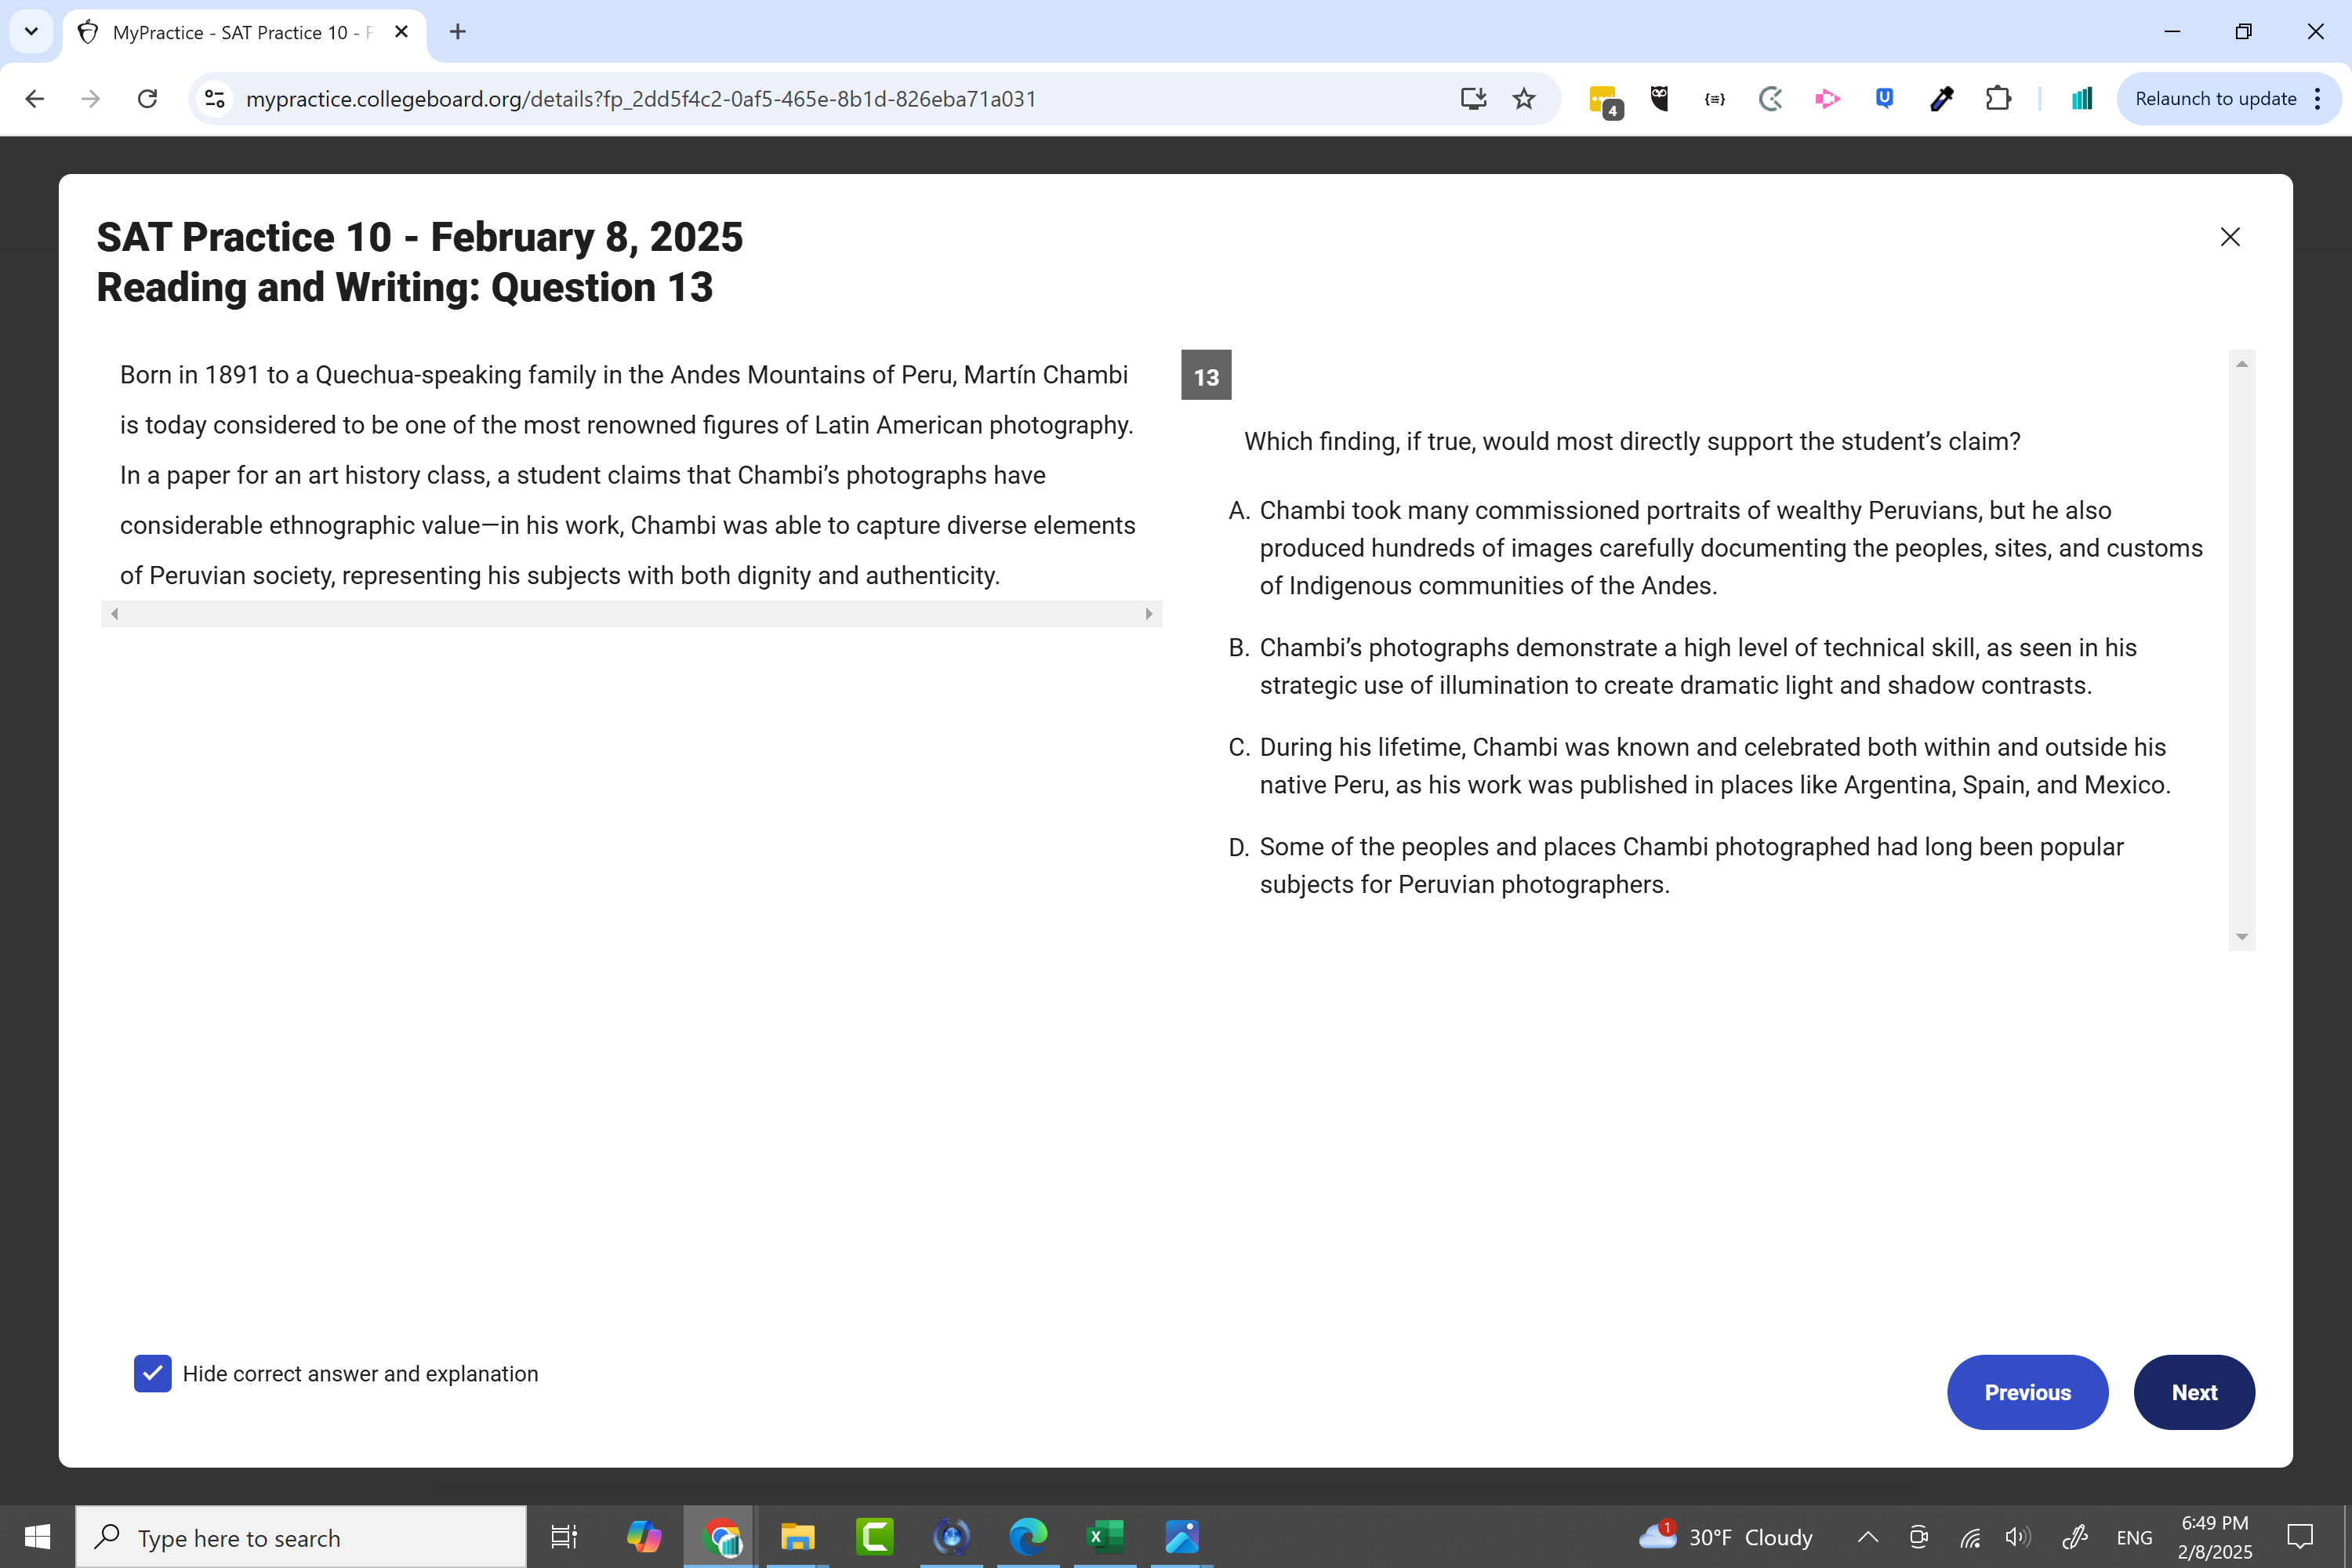 MyPractice - SAT Practice 10 - F
mypractice.collegeboard.org/details?fp_2dd5f4c2-0af5-465e-8b1d-826eba71a031
4
Relaunch to update
SAT Practice 10 - February 8, 2025
Reading and Writing: Question 13
Born in 1891 to a Quechua-speaking family in the Andes Mountains of Peru, Martín Chambi
is today considered to be one of the most renowned figures of Latin American photography.
In a paper for an art history class, a student claims that Chambi’s photographs have
considerable ethnographic value—in his work, Chambi was able to capture diverse elements
of Peruvian society, representing his subjects with both dignity and authenticity.
13
Which finding, if true, would most directly support the student’s claim?
A. Chambi took many commissioned portraits of wealthy Peruvians, but he also
produced hundreds of images carefully documenting the peoples, sites, and customs
of Indigenous communities of the Andes.
B. Chambi’s photographs demonstrate a high level of technical skill, as seen in his
strategic use of illumination to create dramatic light and shadow contrasts.
C. During his lifetime, Chambi was known and celebrated both within and outside his
native Peru, as his work was published in places like Argentina, Spain, and Mexico.
D. Some of the peoples and places Chambi photographed had long been popular
subjects for Peruvian photographers.
Hide correct answer and explanation
Previous
Next
Type here to search
1
30°F Cloudy
ENG
6:49 PM
2/8/2025